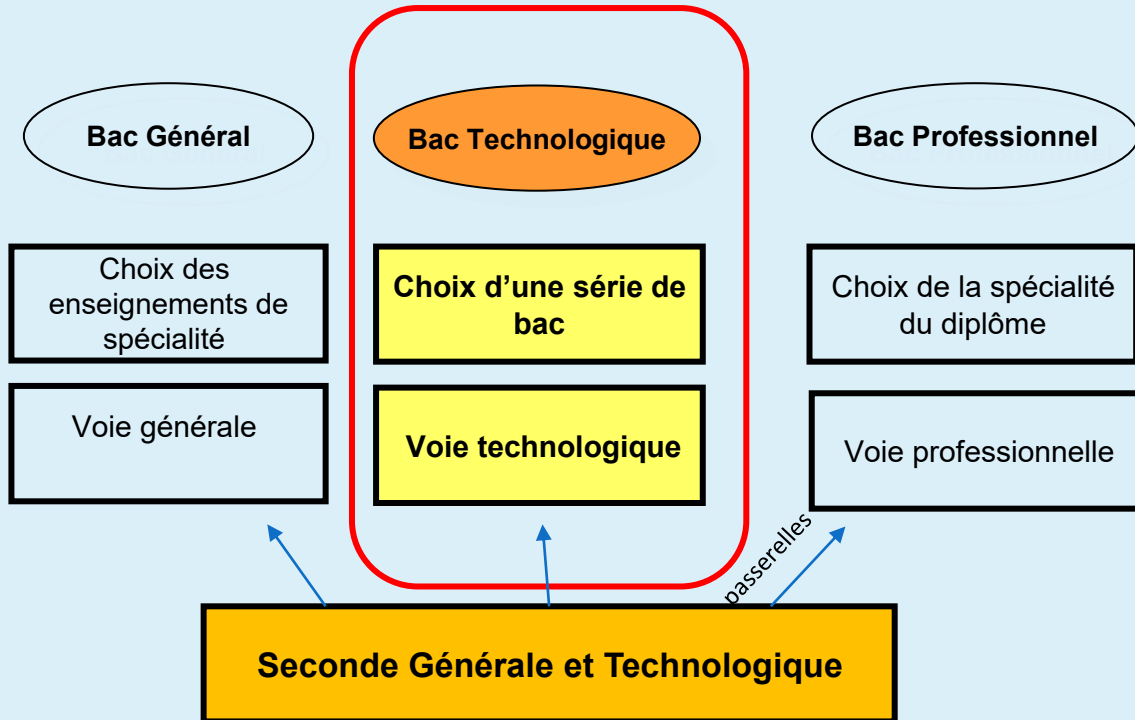 Bac Général
Bac Technologique
Bac Professionnel
Choix des
enseignements de
spécialité
Choix d’une série de
bac
Choix de la spécialité
du diplôme
Voie générale
Voie technologique
Voie professionnelle
passerelles
Seconde Générale et Technologique